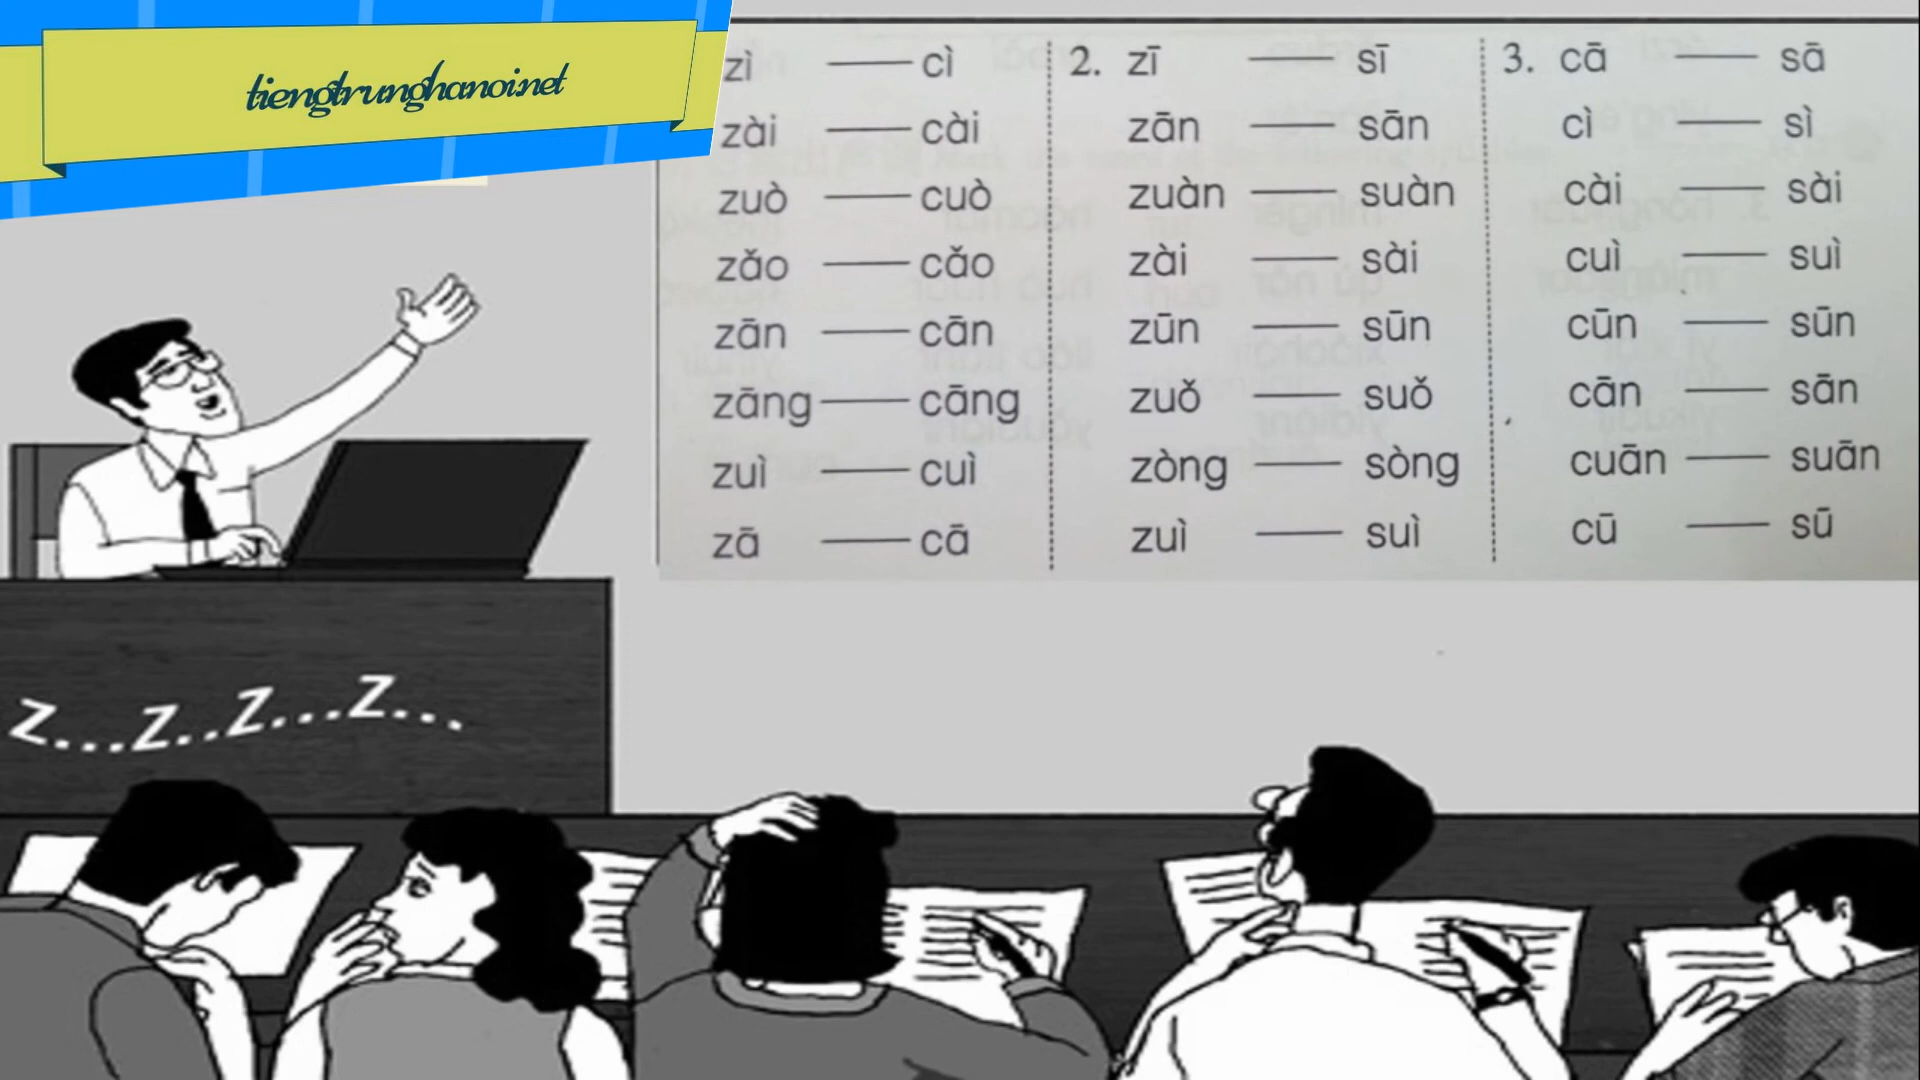 tiengtrunghanoi.net
zì —— cì
zài —— cài
zuò —— cuò
zǎo —— cǎo
zān —— cān
zāng —— cāng
zuì —— cuì
zā —— cā
2. zī —— sī
zān —— sān
zuàn —— suàn
zài —— sài
zūn —— sūn
zuǒ —— suǒ
zòng —— sòng
zuì —— suì
3. cā —— sā
cì —— sì
cài —— sài
cuì —— suì
cūn —— sūn
cān —— sān
cuān —— suān
cū —— sū
z...z..z...z...